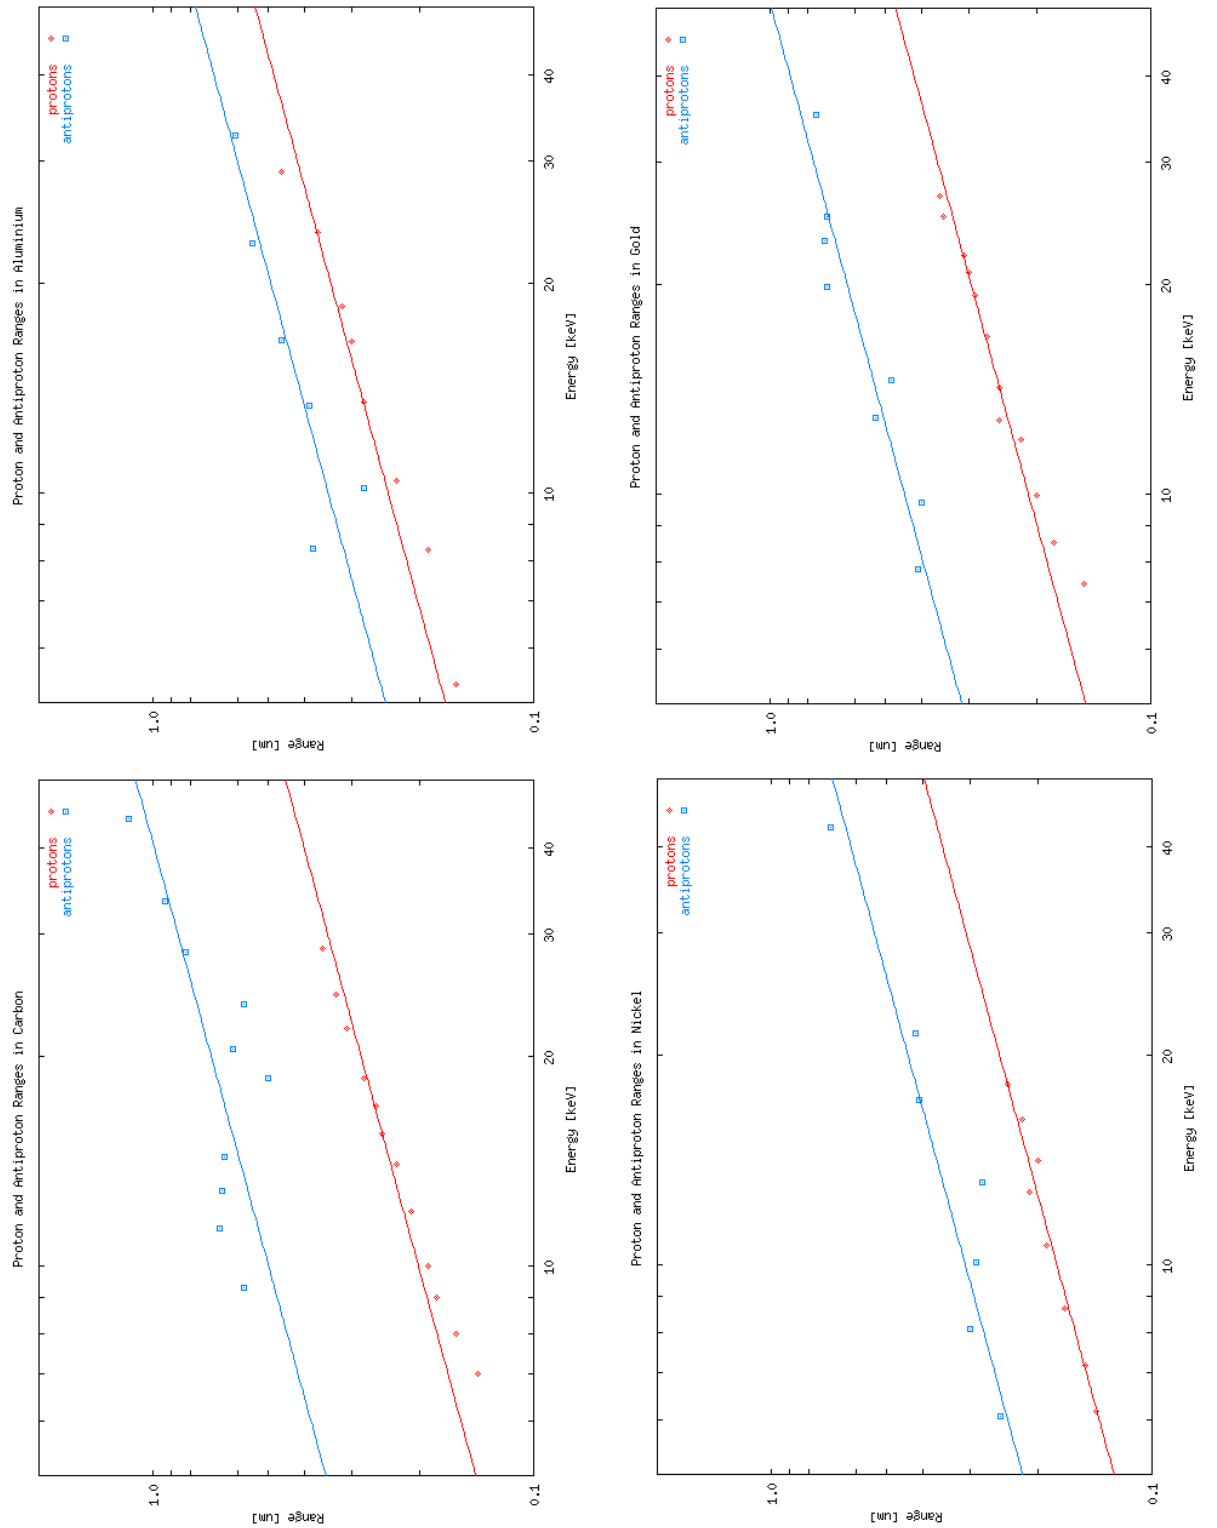 Proton and Antiproton Ranges in Carbon
protons
antiprotons
1.0
0.1
Range [um]
10
20
30
40
Energy [keV]
Proton and Antiproton Ranges in Aluminium
protons
antiprotons
1.0
0.1
Range [um]
10
20
30
40
Energy [keV]
Proton and Antiproton Ranges in Nickel
protons
antiprotons
1.0
0.1
Range [um]
10
20
30
40
Energy [keV]
Proton and Antiproton Ranges in Gold
protons
antiprotons
1.0
0.1
Range [um]
10
20
30
40
Energy [keV]